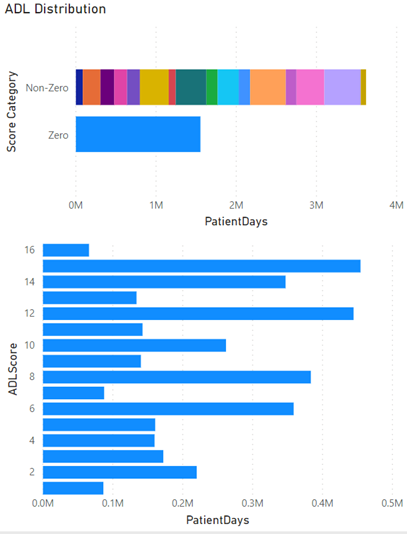 ADL Distribution
Score Category
Non-Zero
Zero
0M 1M 2M 3M 4M
PatientDays
ADLScore
16
14
12
10
8
6
4
2
0.0M 0.1M 0.2M 0.3M 0.4M 0.5M
PatientDays